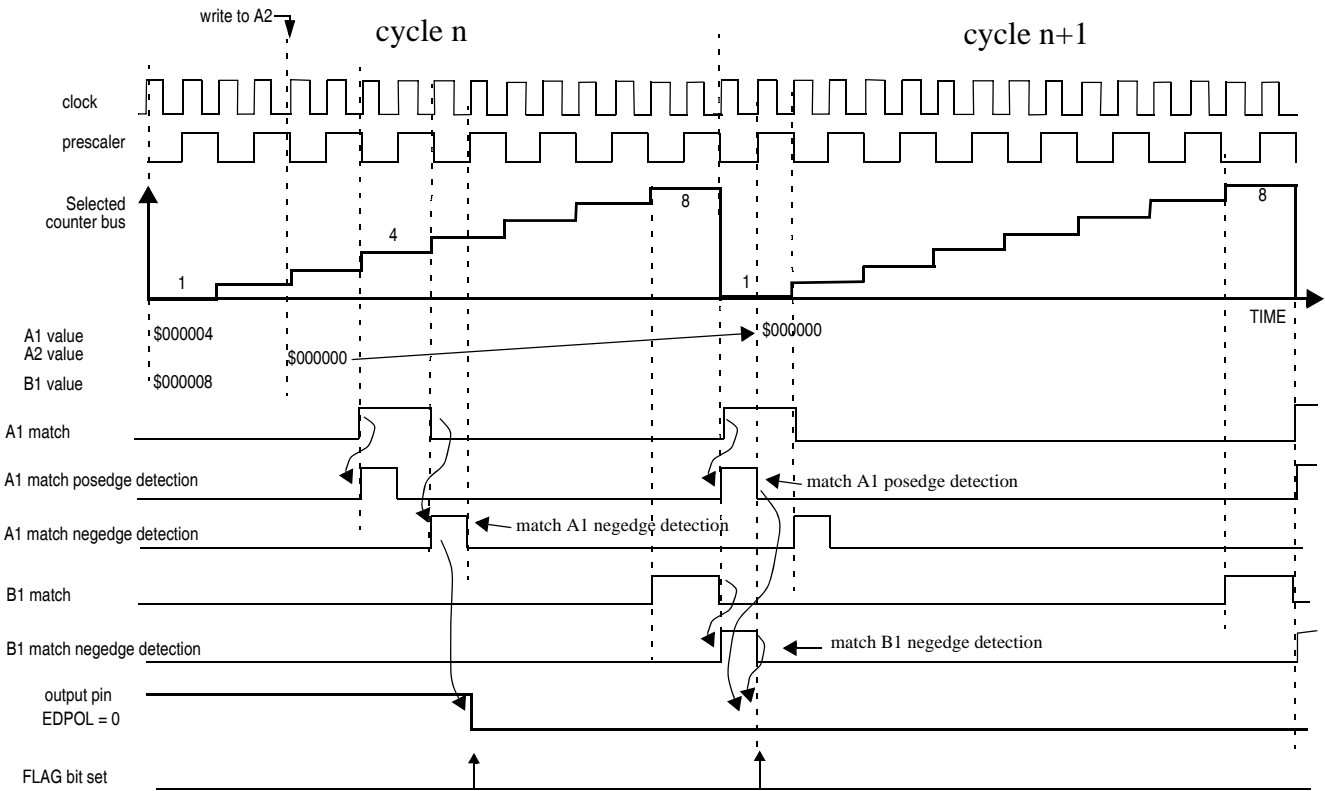 write to A2
cycle n
cycle n+1
clock
prescaler
Selected
counter bus
8
8
4
1
1
TIME
A1 value
$000004
$000000
A2 value
$000000
B1 value
$000008
A1 match
A1 match posedge detection
match A1 posedge detection
A1 match negedge detection
match A1 negedge detection
B1 match
B1 match negedge detection
match B1 negedge detection
output pin
EDPOL = 0
FLAG bit set